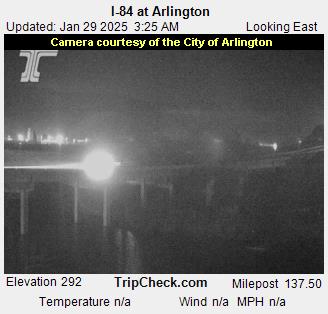 I-84 at Arlington
Updated: Jan 29 2025 3:25 AM Looking East
Camera courtesy of the City of Arlington
Elevation 292 TripCheck.com Milepost 137.50
Temperature n/a Wind n/a MPH n/a